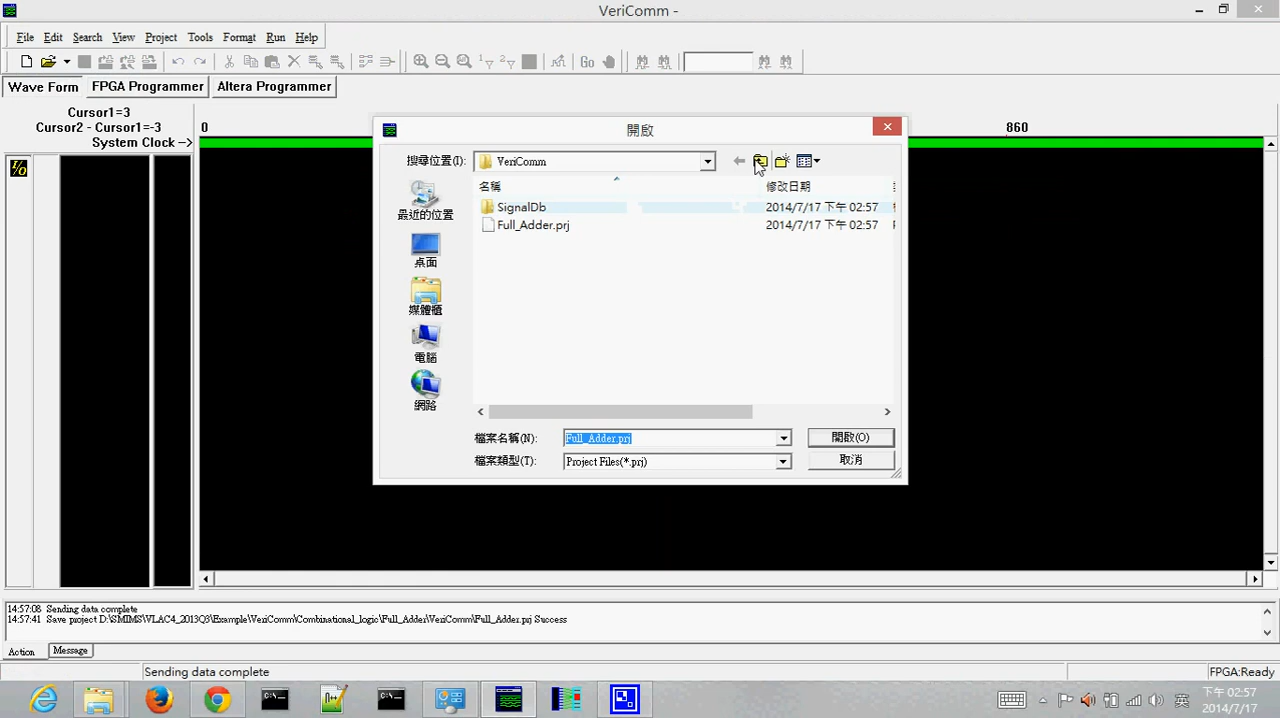 VeriComm -
File Edit Search View Project Tools Format Run Help
Go
Wave Form FPGA Programmer Altera Programmer
Cursor1=3
Cursor2 - Cursor1=-3
System Clock ->
0
860
I/O
開啟
搜尋位置(I): VeriComm
名稱 修改日期
SignalDb 2014/7/17 下午 02:57
Full_Adder.prj 2014/7/17 下午 02:57
最近的位置
桌面
媒體櫃
電腦
網路
檔案名稱(N): Full_Adder.prj 開啟(O)
檔案類型(T): Project Files(*.prj) 取消
14:57:08 Sending data complete
14:57:41 Save project D:\SMIMS\VLAC4_2013Q3\Example\VeriComm\Combinational_logic\Full_Adder\VeriComm\Full_Adder.prj Success
Action Message
Sending data complete FPGA:Ready
英 下午 02:57
2014/7/17